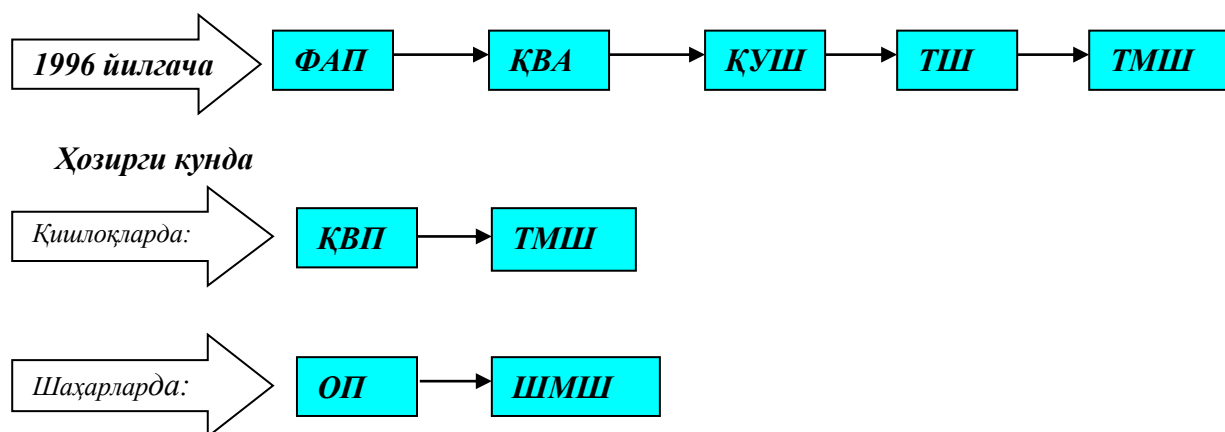 1996 йилгача ФАП ҚВА ҚУШ ТШ ТМШ
Ҳозирги кунда
Қишлоқларда: ҚВП ТМШ
Шаҳарларда: ОП ШМШ